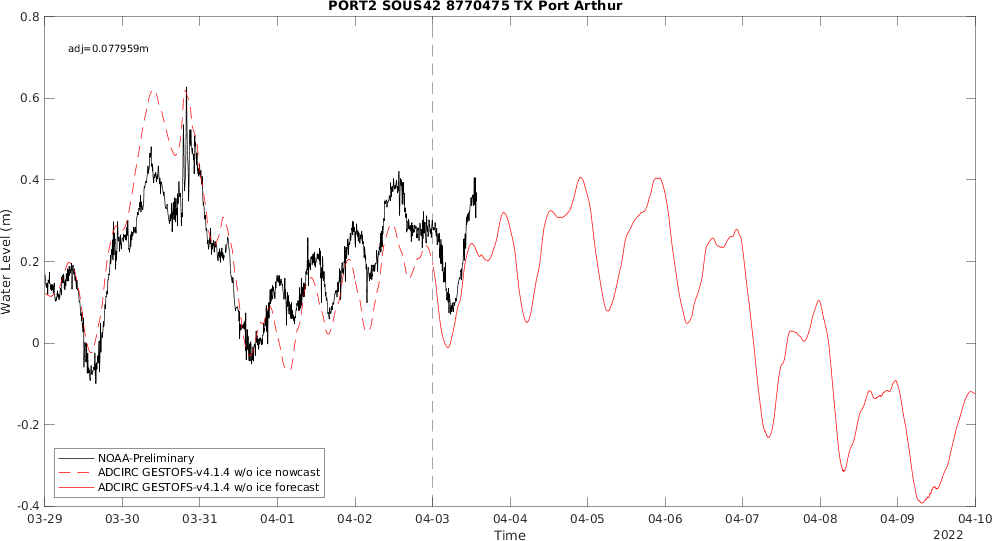 PORT2 SOUS42 8770475 TX Port Arthur
adj=0.077959m
0.8
0.6
0.4
0.2
0
-0.2
-0.4
Water Level (m)
NOAA-Preliminary
ADCIRC GESTOFS-v4.1.4 w/o ice nowcast
ADCIRC GESTOFS-v4.1.4 w/o ice forecast
03-29 03-30 03-31 04-01 04-02 04-03 04-04 04-05 04-06 04-07 04-08 04-09 04-10
Time
2022